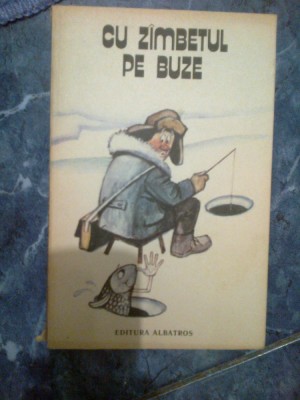 CU ZÎMBETUL
PE BUZE
EDITURA ALBATROS